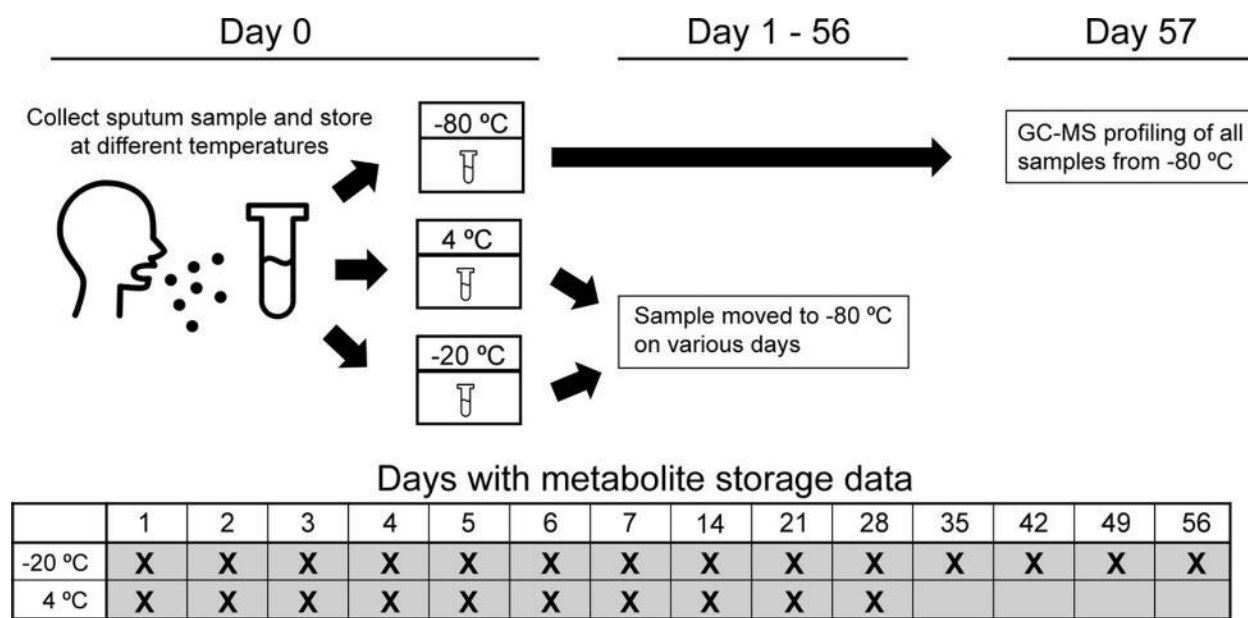 Day 0
Day 1 - 56
Day 57
Collect sputum sample and store
at different temperatures
-80 ºC
4 ºC
-20 ºC
Sample moved to -80 ºC
on various days
GC-MS profiling of all
samples from -80 ºC
Days with metabolite storage data
1 2 3 4 5 6 7 14 21 28 35 42 49 56
-20 ºC X X X X X X X X X X X X X X
4 ºC X X X X X X X X X X